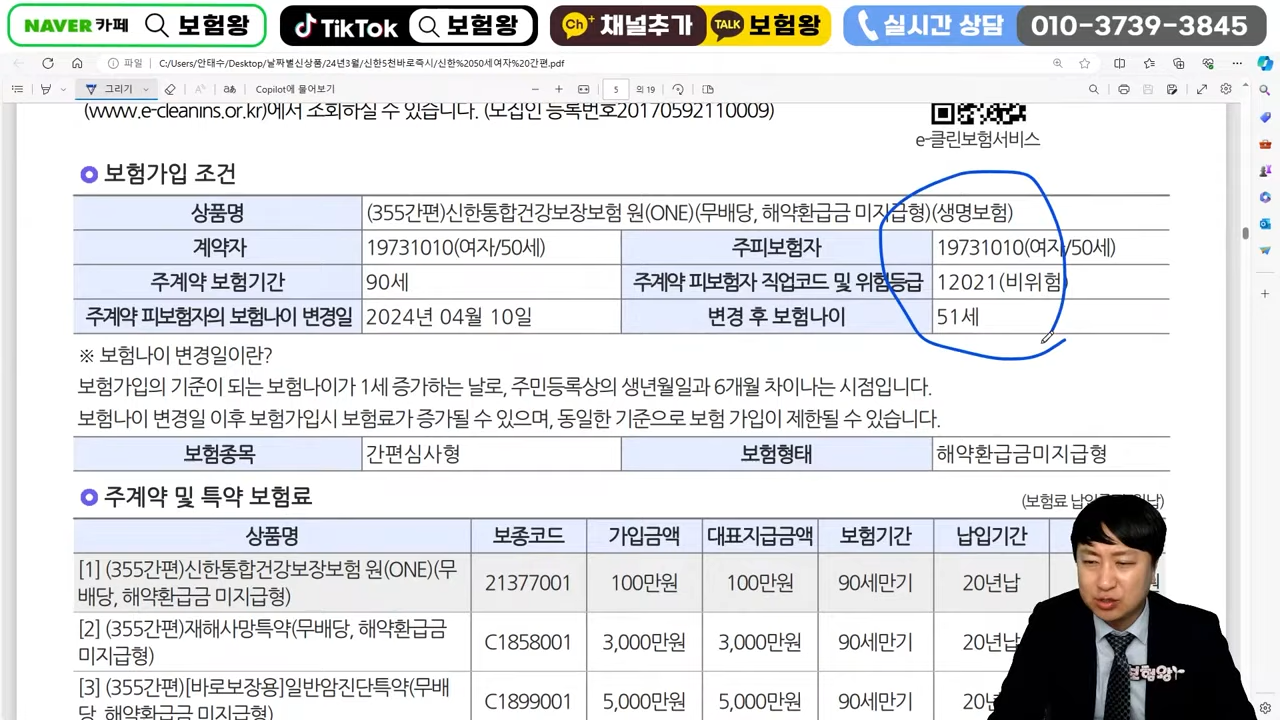 NAVER 카페 보험왕
TikTok 보험왕
Ch+ 채널추가 TALK 보험왕
실시간 상담 010-3739-3845
파일 C:/Users/안태수/Desktop/날짜별신상품/24년3월/신한5천바로즉시/신한%2050세여자%20간편.pdf
그리기 Copilot에 물어보기 5 의 19
(www.e-cleanins.or.kr)에서 조회하실 수 있습니다. (모집인 등록번호20170592110009)
e-클린보험서비스
보험가입 조건
상품명 (355간편)신한통합건강보장보험 원(ONE)(무배당, 해약환급금 미지급형)(생명보험)
계약자 19731010(여자/50세) 주피보험자 19731010(여자/50세)
주계약 보험기간 90세 주계약 피보험자 직업코드 및 위험등급 12021(비위험)
주계약 피보험자의 보험나이 변경일 2024년 04월 10일 변경 후 보험나이 51세
※ 보험나이 변경일이란?
보험가입의 기준이 되는 보험나이가 1세 증가하는 날로, 주민등록상의 생년월일과 6개월 차이나는 시점입니다.
보험나이 변경일 이후 보험가입시 보험료가 증가될 수 있으며, 동일한 기준으로 보험 가입이 제한될 수 있습니다.
보험종목 간편심사형 보험형태 해약환급금미지급형
주계약 및 특약 보험료
(보험료 납입
상품명 보종코드 가입금액 대표지급금액 보험기간 납입기간
[1] (355간편)신한통합건강보장보험 원(ONE)(무
배당, 해약환급금 미지급형) 21377001 100만원 100만원 90세만기 20년납
[2] (355간편)재해사망특약(무배당, 해약환급금
미지급형) C1858001 3,000만원 3,000만원 90세만기 20년납
[3] (355간편)[바로보장용]일반암진단특약(무배
당, 해약환급금 미지급형) C1899001 5,000만원 5,000만원 90세만기
보험왕